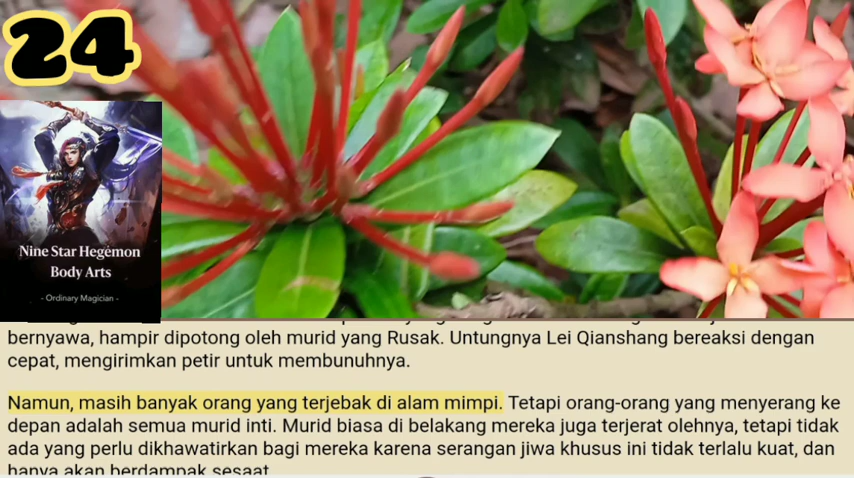 24
Nine Star Hegemon
Body Arts
- Ordinary Magician -
bernyawa, hampir dipotong oleh murid yang Rusak. Untungnya Lei Qianshang bereaksi dengan
cepat, mengirimkan petir untuk membunuhnya.
Namun, masih banyak orang yang terjebak di alam mimpi. Tetapi orang-orang yang menyerang ke
depan adalah semua murid inti. Murid biasa di belakang mereka juga terjerat olehnya, tetapi tidak
ada yang perlu dikhawatirkan bagi mereka karena serangan jiwa khusus ini tidak terlalu kuat, dan
hanya akan berdampak sesaat